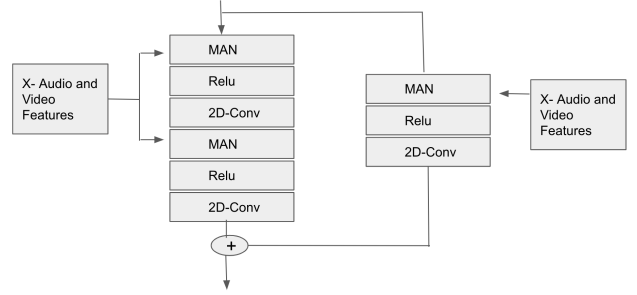 X- Audio and
Video
Features
MAN
Relu
2D-Conv
MAN
Relu
2D-Conv
+
MAN
Relu
2D-Conv
X- Audio and
Video
Features